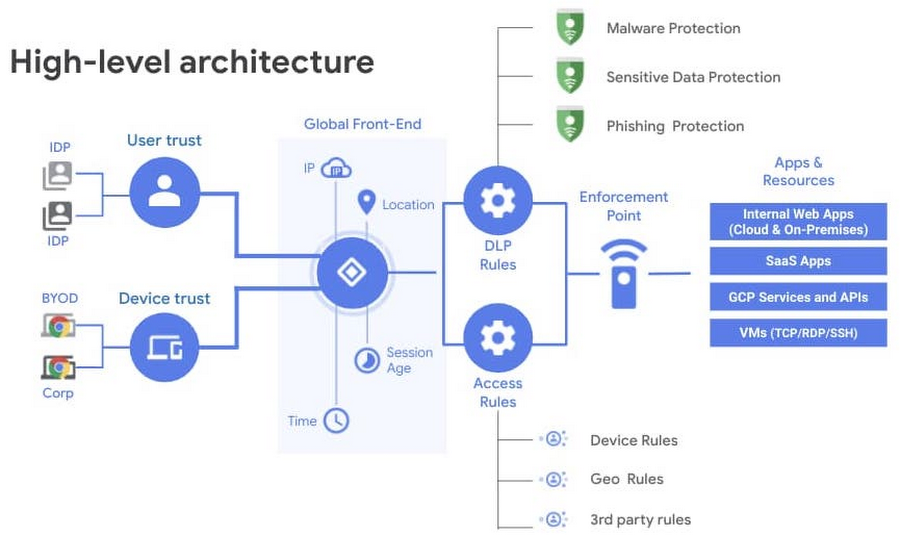 High-level architecture
IDP
IDP
User trust
BYOD
Corp
Device trust
Global Front-End
IP
Location
Session
Age
Time
Malware Protection
Sensitive Data Protection
Phishing Protection
DLP
Rules
Access
Rules
Device Rules
Geo Rules
3rd party rules
Enforcement
Point
Apps &
Resources
Internal Web Apps
(Cloud & On-Premises)
SaaS Apps
GCP Services and APIs
VMs (TCP/RDP/SSH)